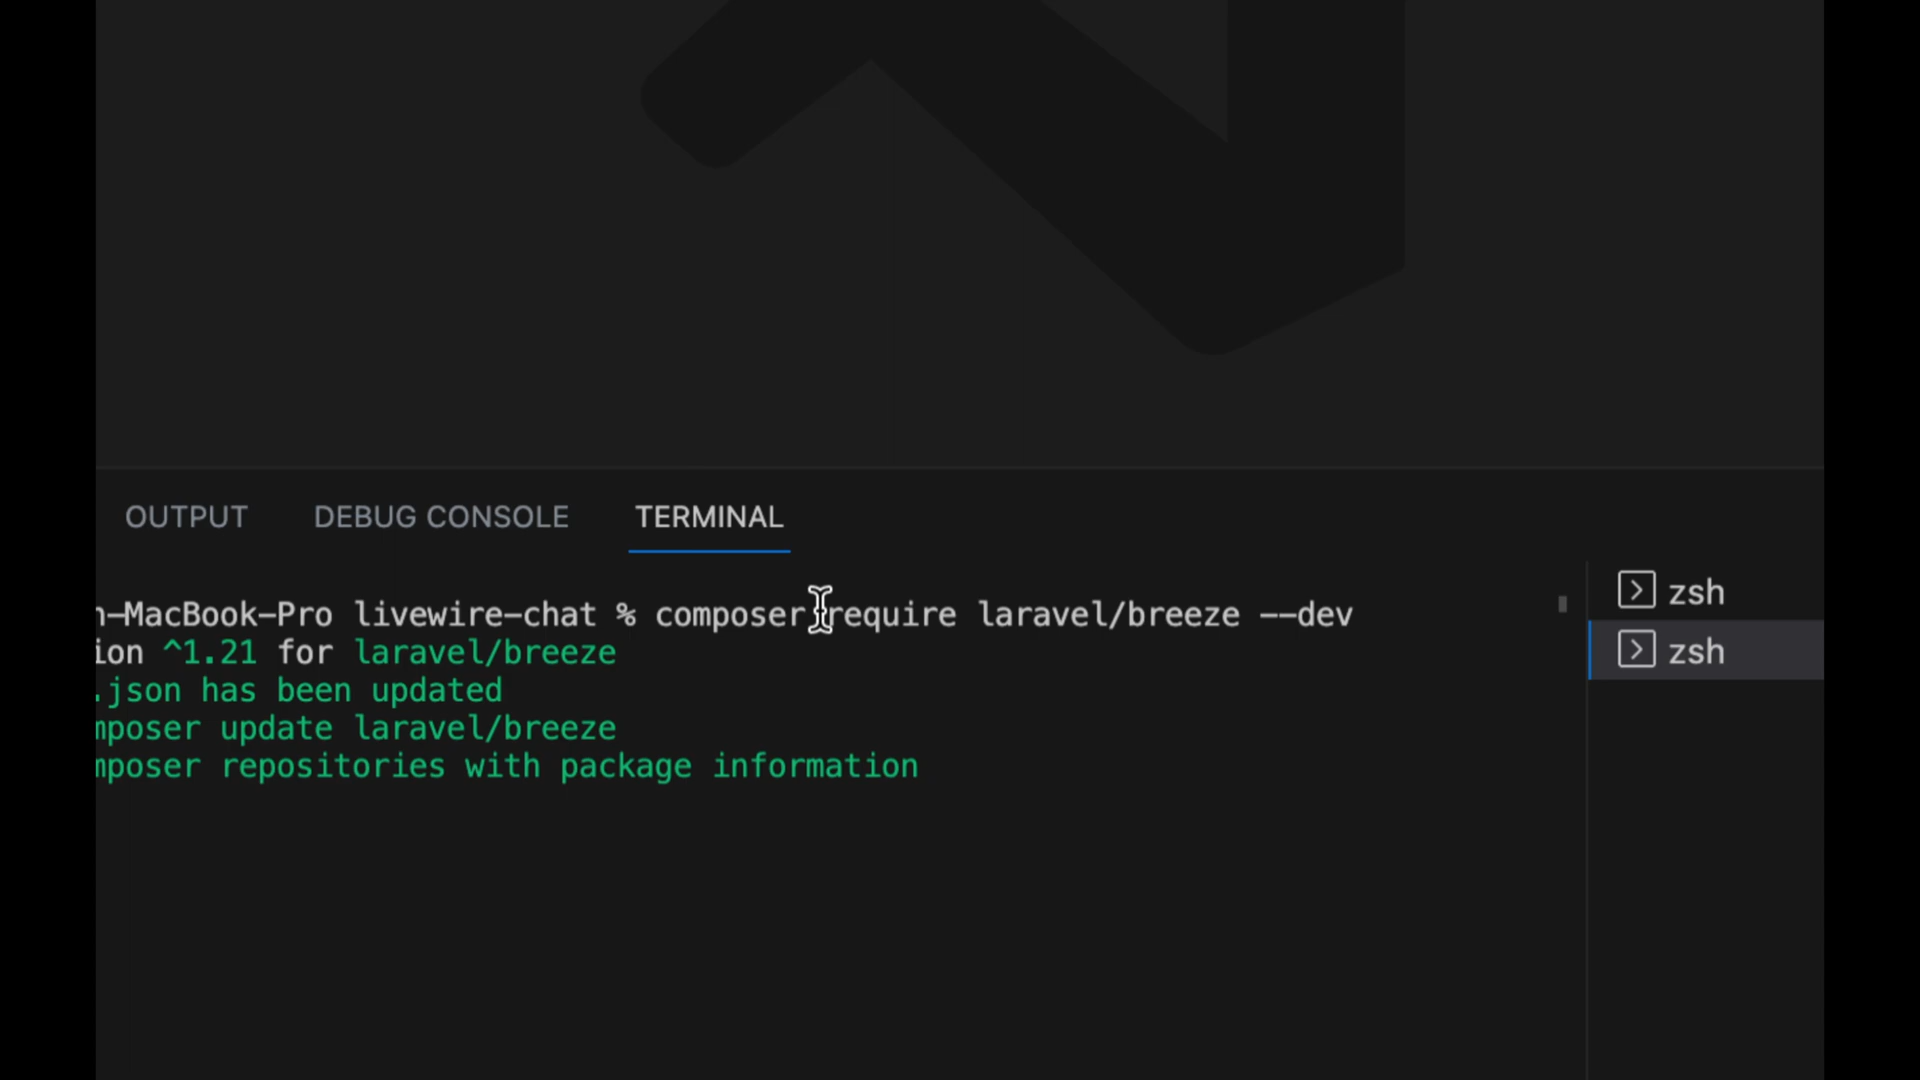 OUTPUT DEBUG CONSOLE TERMINAL
n-MacBook-Pro livewire-chat % composer require laravel/breeze --dev
ion ^1.21 for laravel/breeze
.json has been updated
mposer update laravel/breeze
mposer repositories with package information
zsh
zsh